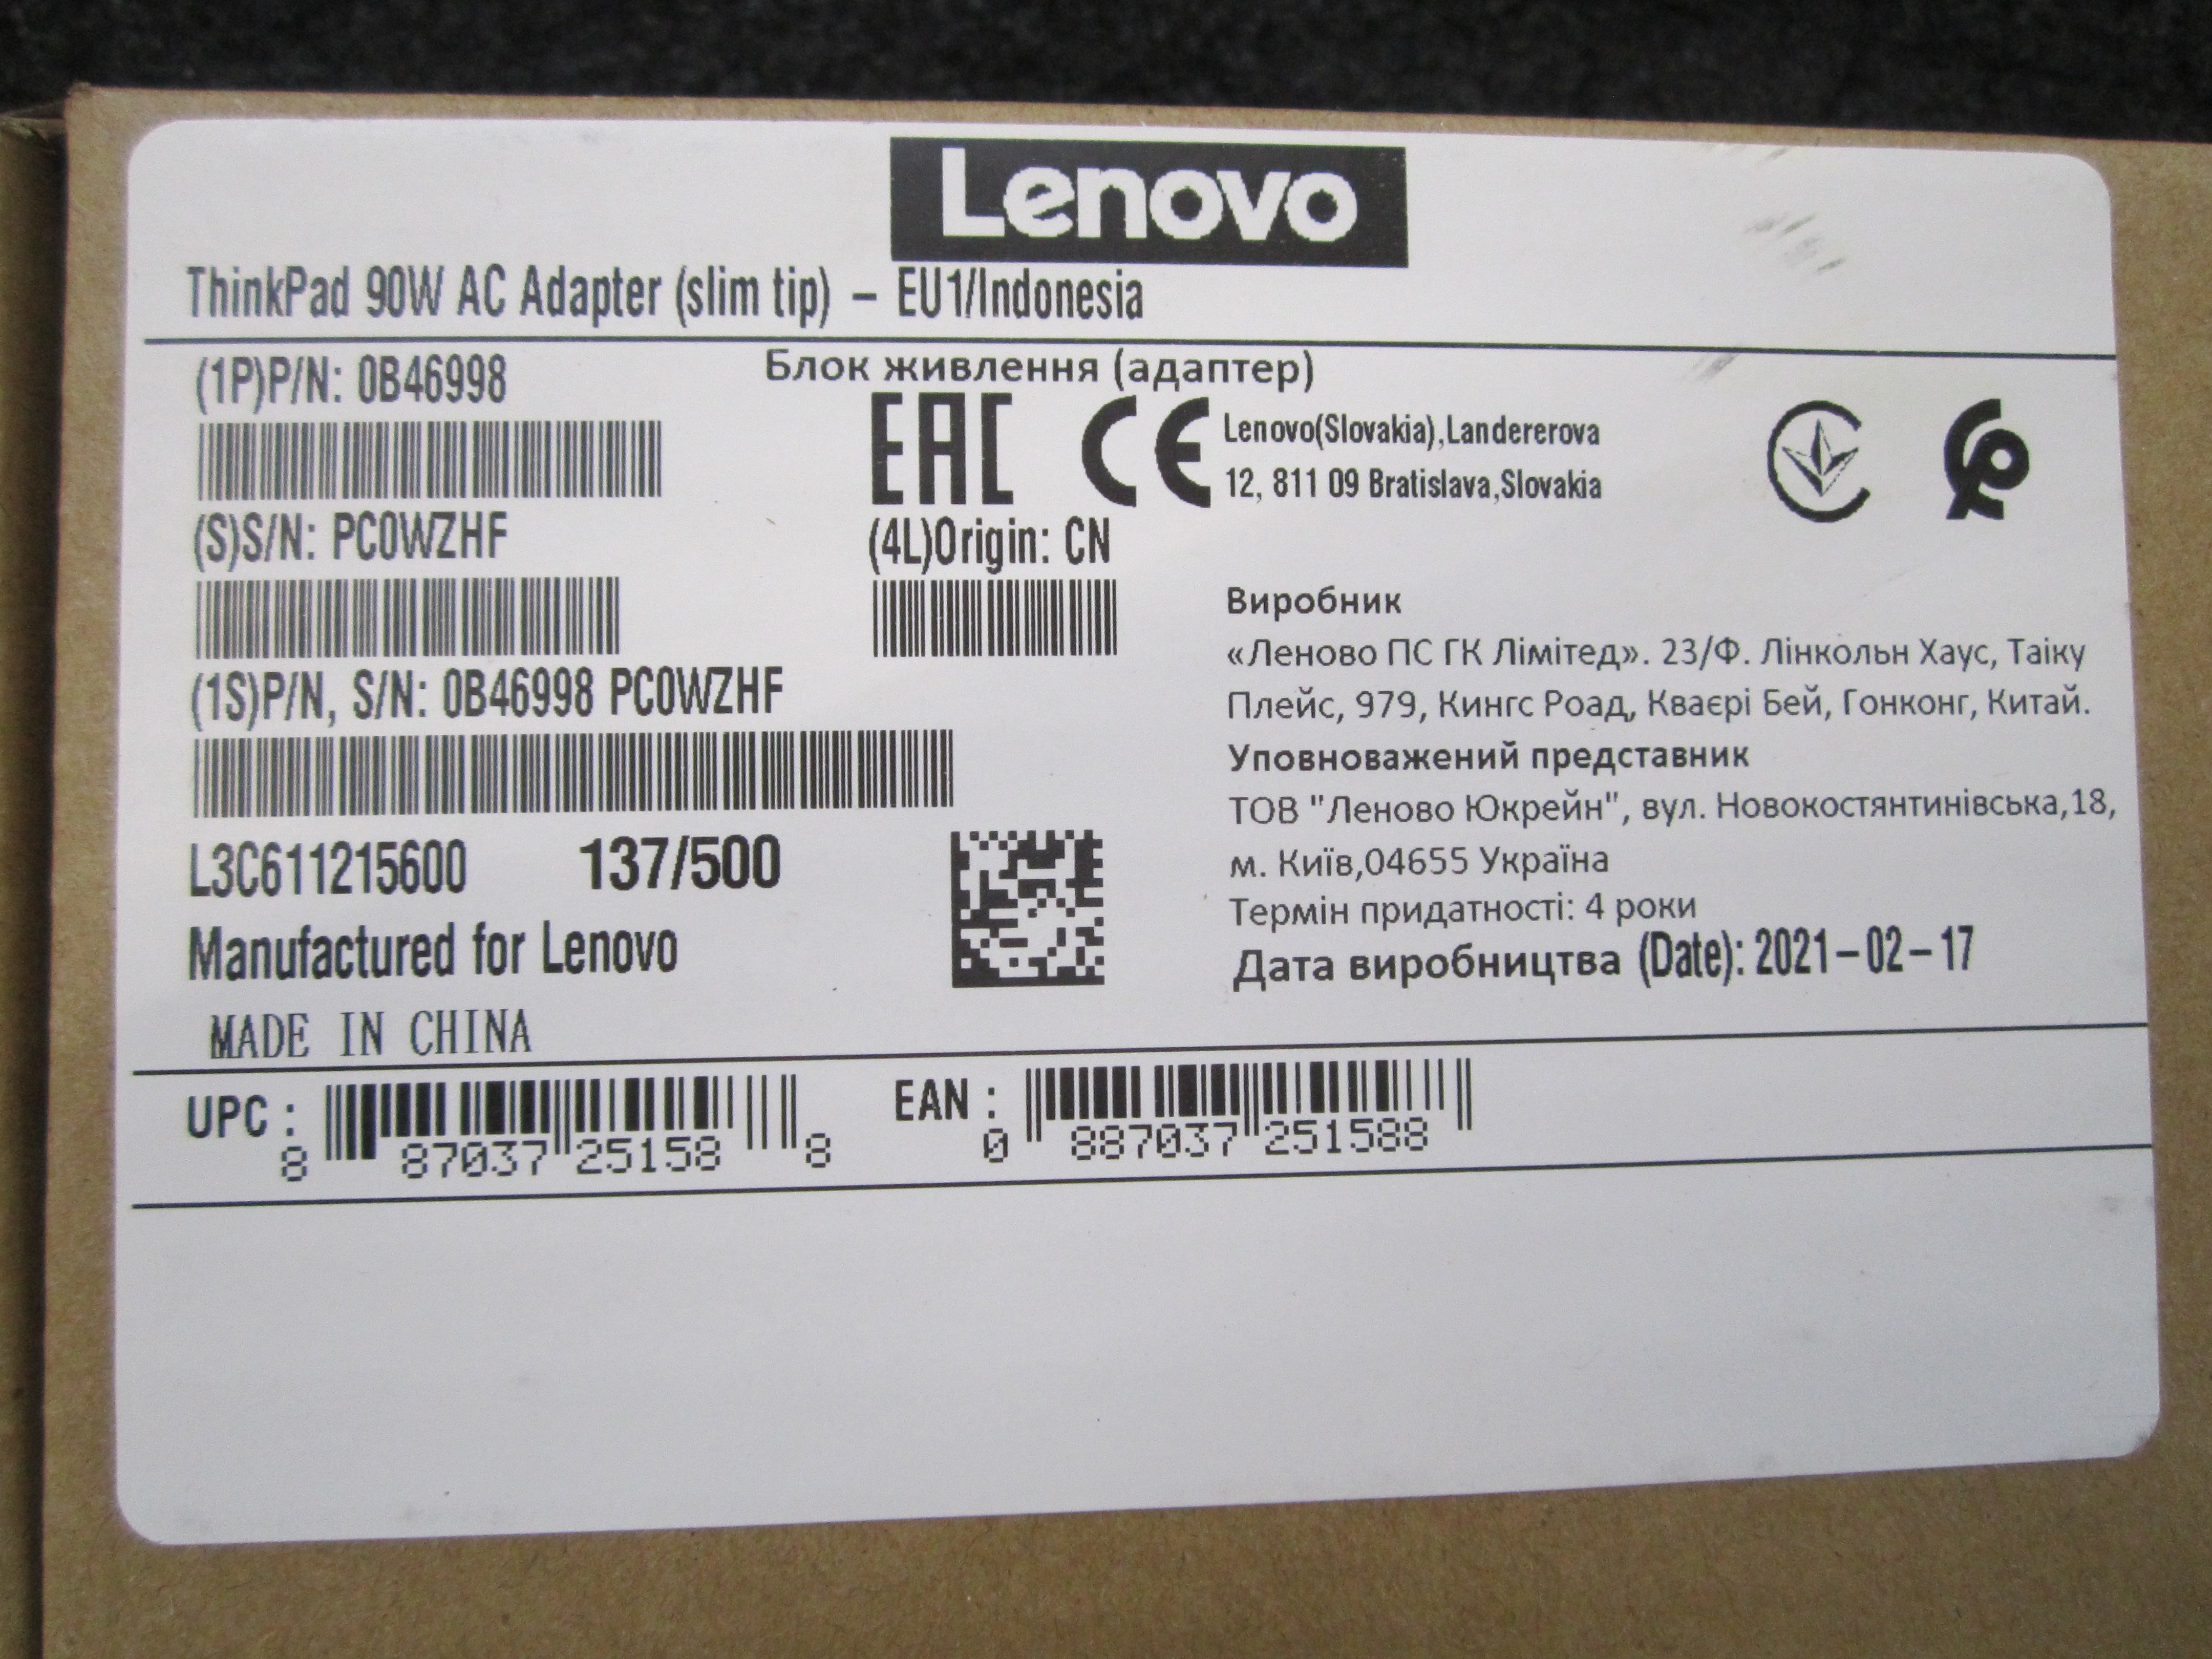 Lenovo
ThinkPad 90W AC Adapter (slim tip) – EU1/Indonesia
(1P)P/N: 0B46998
Блок живлення (адаптер)
EAC CE
Lenovo(Slovakia),Landererova
12, 811 09 Bratislava,Slovakia
(S)S/N: PC0WZHF
(4L)Origin: CN
(1S)P/N, S/N: 0B46998 PC0WZHF
L3C611215600 137/500
Manufactured for Lenovo
MADE IN CHINA
Виробник
«Леново ПС ГК Лімітед». 23/Ф. Лінкольн Хаус, Таіку
Плейс, 979, Кингс Роад, Кваєрі Бей, Гонконг, Китай.
Уповноважений представник
ТОВ "Леново Юкрейн", вул. Новокостянтинівська,18,
м. Київ,04655 Україна
Термін придатності: 4 роки
Дата виробництва (Date): 2021-02-17
UPC :
8 87037 25158 8
EAN :
0 887037 251588